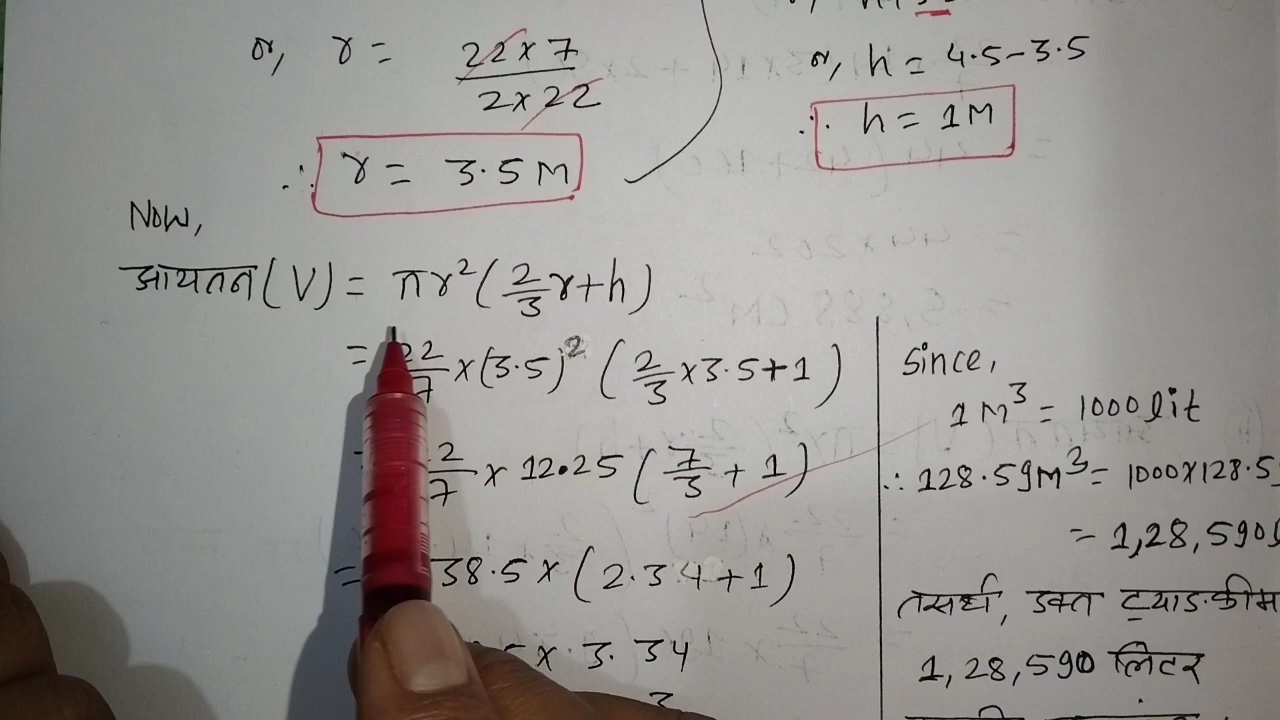 or, r = 22 x 7 / 2 x 22
∴ r = 3.5 M
or, h = 4.5 - 3.5
∴ h = 1 M
Now,
आयतन (V) = πr² (2/3 r + h)
= 22/7 x (3.5)² (2/3 x 3.5 + 1)
2/7 x 12.25 (7/3 + 1)
= 38.5 x (2.34 + 1)
5 x 3.34
3
Since,
1 M³ = 1000 lit
∴ 128.59 M³ = 1000 x 128.5
= 1,28,590
तसर्थ, उक्त ट्याङ्कीम
1,28,590 लिटर